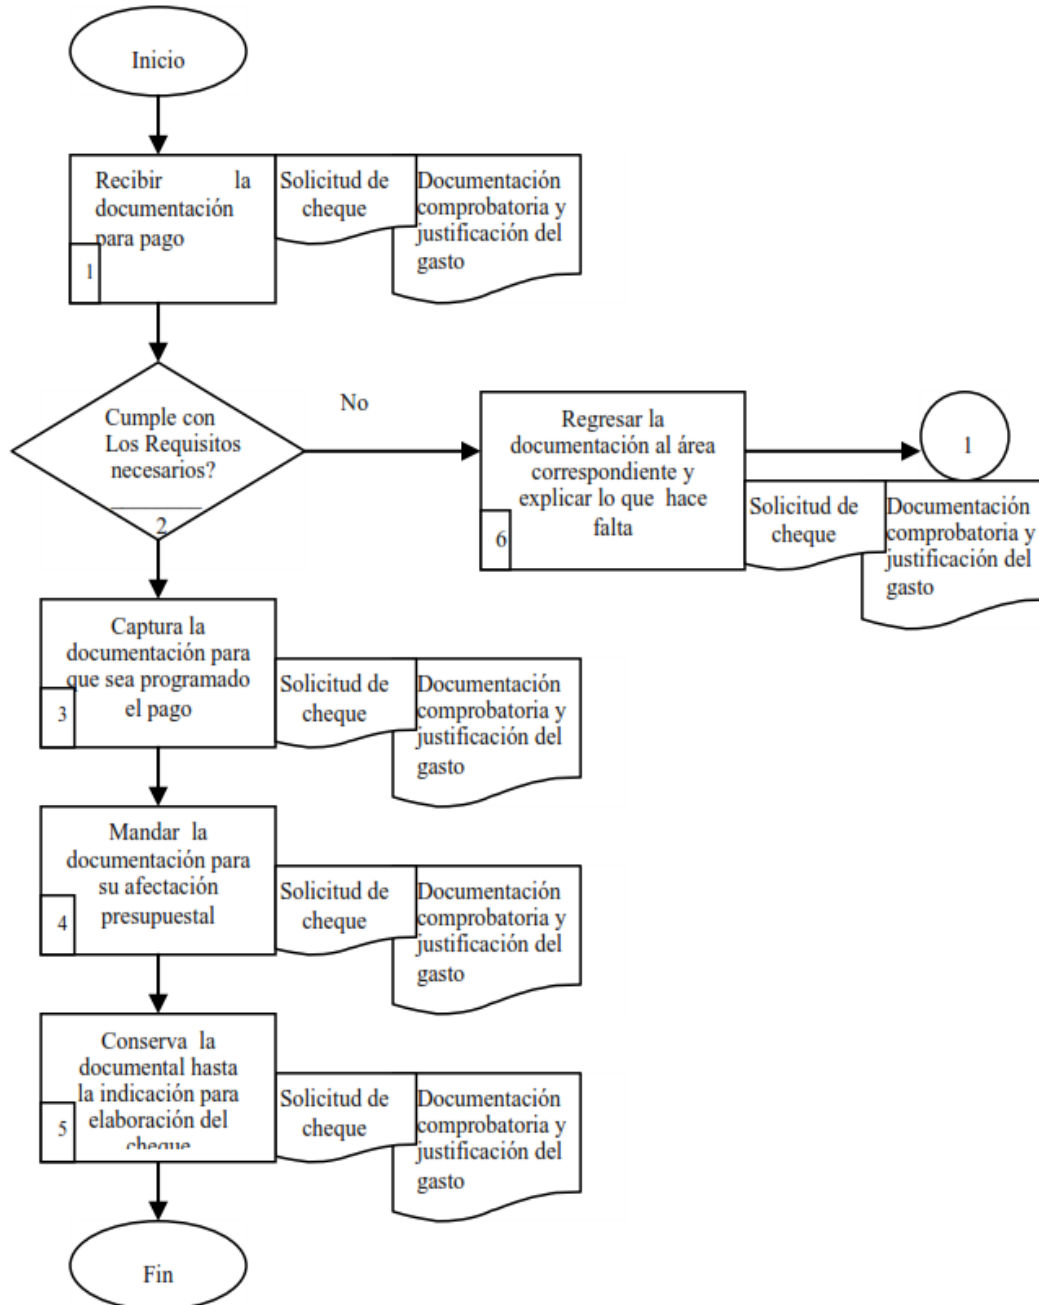 Inicio
Recibir la
documentación
para pago
1
Solicitud de
cheque
Documentación
comprobatoria y
justificación del
gasto
Cumple con
Los Requisitos
necesarios?
2
No
Regresar la
documentación al área
correspondiente y
explicar lo que hace
falta
6
1
Solicitud de
cheque
Documentación
comprobatoria y
justificación del
gasto
Captura la
documentación para
que sea programado
el pago
3
Solicitud de
cheque
Documentación
comprobatoria y
justificación del
gasto
Mandar la
documentación para
su afectación
presupuestal
4
Solicitud de
cheque
Documentación
comprobatoria y
justificación del
gasto
Conserva la
documental hasta
la indicación para
elaboración del
cheque
5
Solicitud de
cheque
Documentación
comprobatoria y
justificación del
gasto
Fin